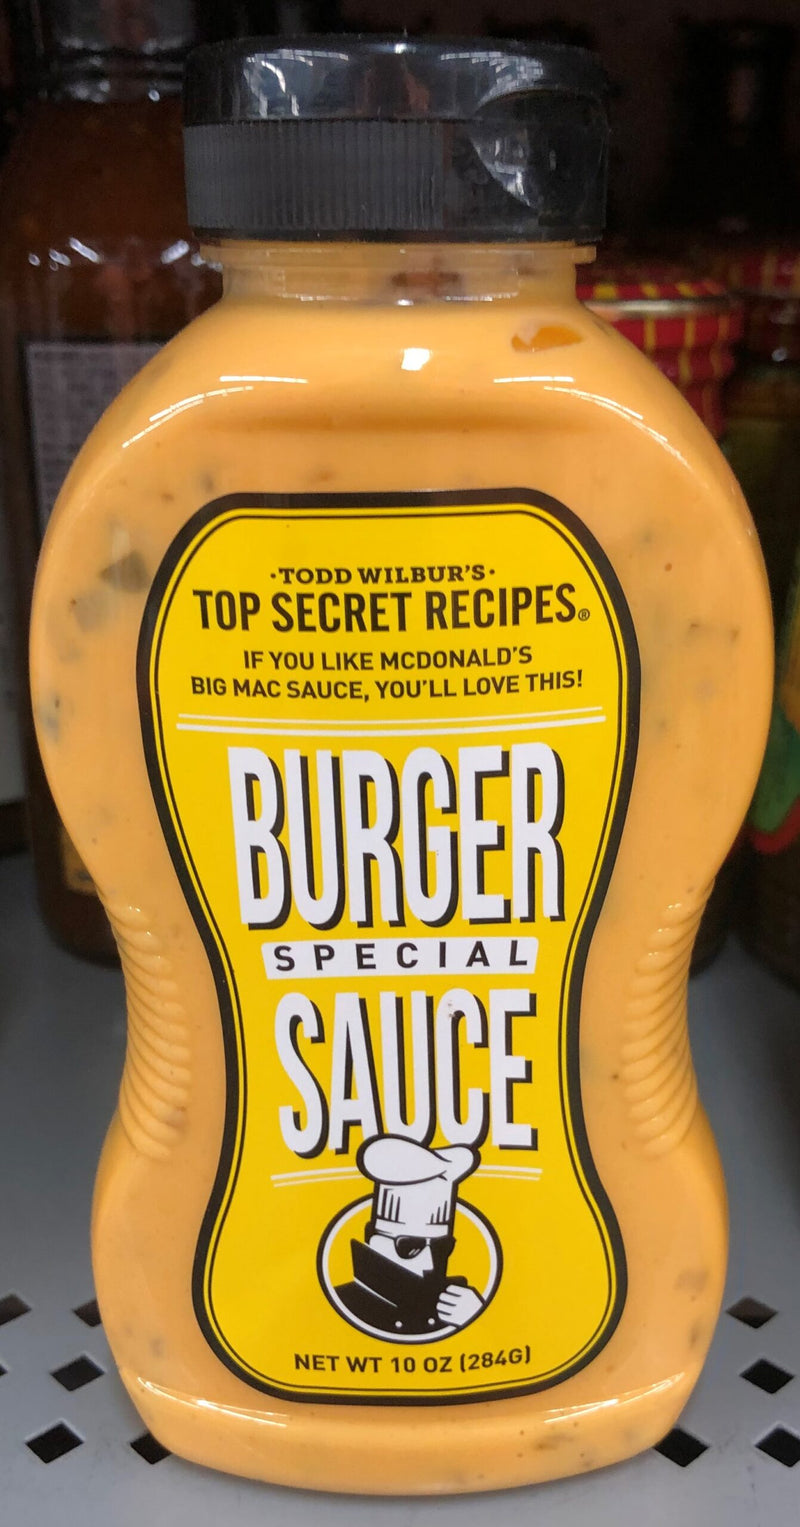 ·TODD WILBUR'S·
TOP SECRET RECIPES®
IF YOU LIKE MCDONALD'S
BIG MAC SAUCE, YOU'LL LOVE THIS!
BURGER
SPECIAL
SAUCE
NET WT 10 OZ (284G)